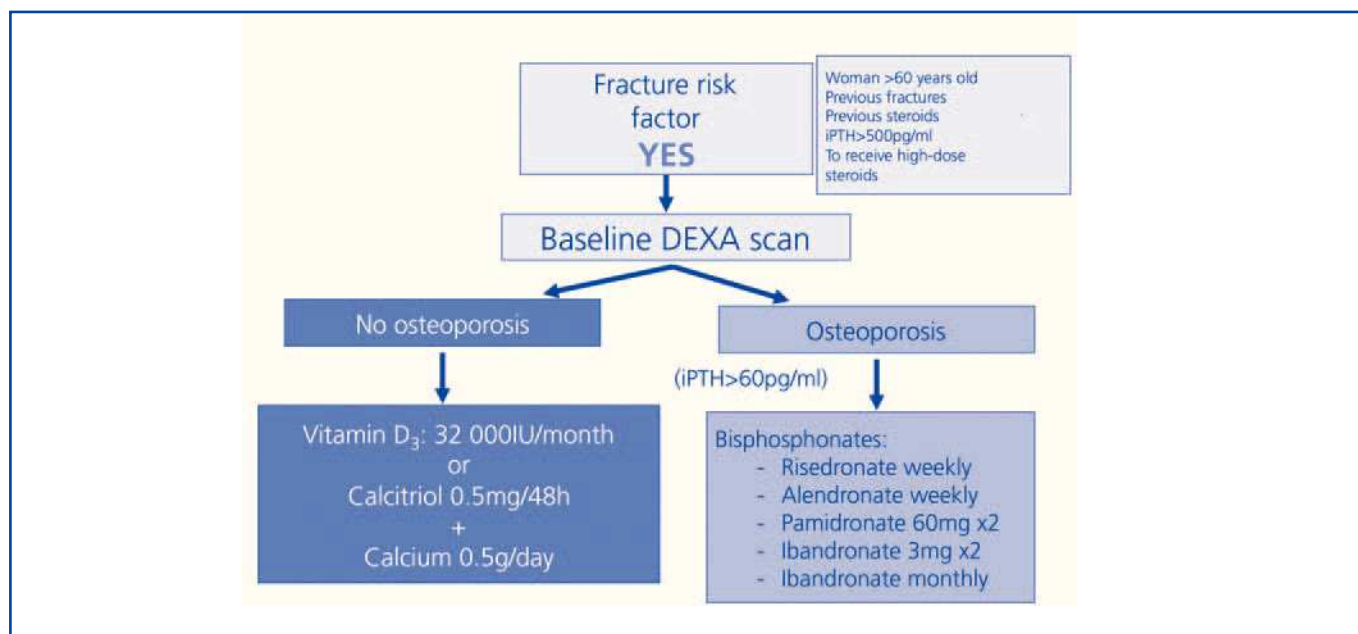 Fracture risk
factor
YES
Woman >60 years old
Previous fractures
Previous steroids
iPTH>500pg/ml
To receive high-dose
steroids
Baseline DEXA scan
No osteoporosis
Osteoporosis
(iPTH>60pg/ml)
Vitamin D₃: 32 000IU/month
or
Calcitriol 0.5mg/48h
+
Calcium 0.5g/day
Bisphosphonates:
- Risedronate weekly
- Alendronate weekly
- Pamidronate 60mg x2
- Ibandronate 3mg x2
- Ibandronate monthly